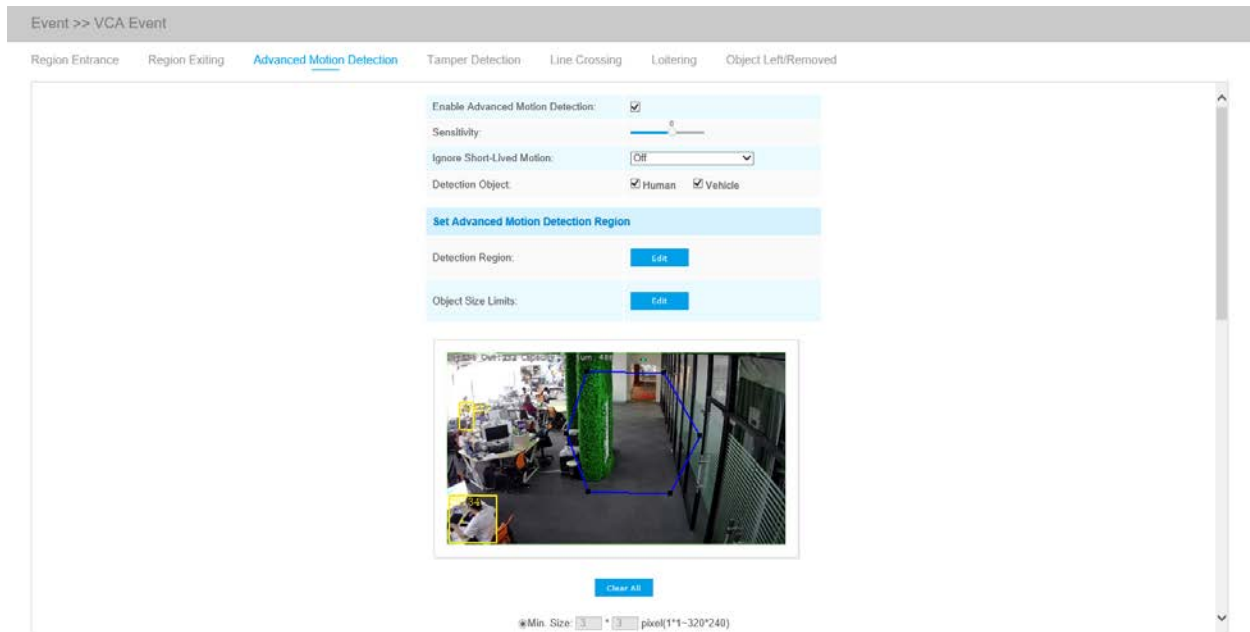 Event >> VCA Event
Region Entrance Region Exiting Advanced Motion Detection Tamper Detection Line Crossing Loitering Object Left/Removed
Enable Advanced Motion Detection:
Sensitivity:
Ignore Short-Lived Motion: Off
Detection Object: Human Vehicle
Set Advanced Motion Detection Region
Detection Region: Edit
Object Size Limits: Edit
34
Clear All
Min. Size: 3 * 3 pixel(1*1~320*240)